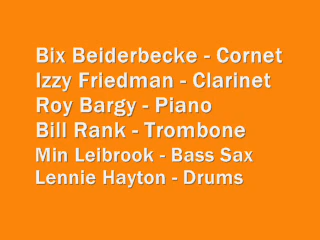 Bix Beiderbecke - Cornet
Izzy Friedman - Clarinet
Roy Bargy - Piano
Bill Rank - Trombone
Min Leibrook - Bass Sax
Lennie Hayton - Drums